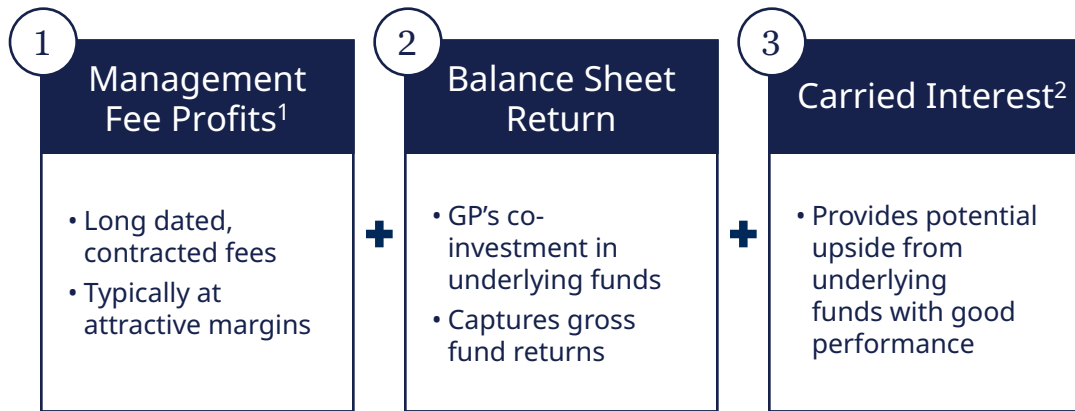 1
Management
Fee Profits¹
• Long dated,
contracted fees
• Typically at
attractive margins
2
Balance Sheet
Return
• GP’s co-
investment in
underlying funds
• Captures gross
fund returns
3
Carried Interest²
• Provides potential
upside from
underlying
funds with good
performance